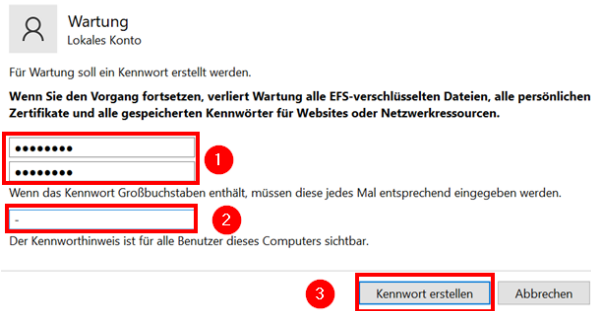 Wartung
Lokales Konto
Für Wartung soll ein Kennwort erstellt werden.
Wenn Sie den Vorgang fortsetzen, verliert Wartung alle EFS-verschlüsselten Dateien, alle persönlichen
Zertifikate und alle gespeicherten Kennwörter für Websites oder Netzwerkressourcen.
●●●●●●●●
●●●●●●●●
1
Wenn das Kennwort Großbuchstaben enthält, müssen diese jedes Mal entsprechend eingegeben werden.
- 2
Der Kennworthinweis ist für alle Benutzer dieses Computers sichtbar.
3 Kennwort erstellen Abbrechen